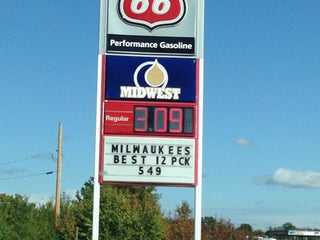 66
Performance Gasoline
MIDWEST
Regular 3.09
MILWAUKEES
BEST 12 PCK
549